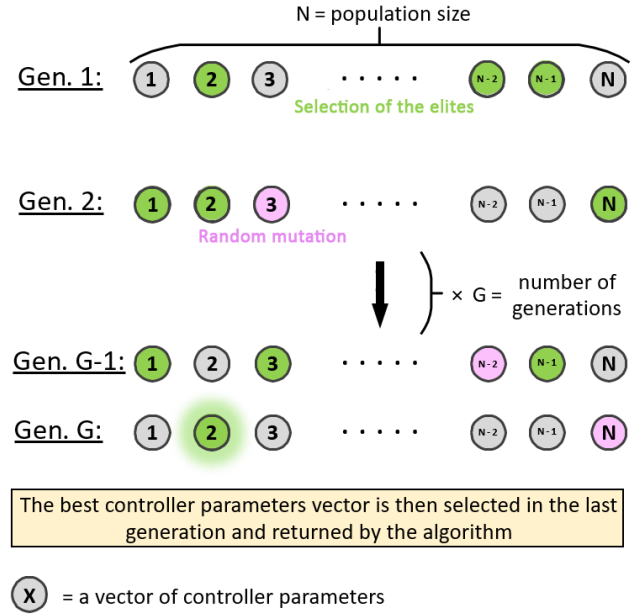 N = population size
Gen. 1: 1 2 3 · · · · · N-2 N-1 N
Selection of the elites
Gen. 2: 1 2 3 · · · · · N-2 N-1 N
Random mutation
× G = number of
generations
Gen. G-1: 1 2 3 · · · · · N-2 N-1 N
Gen. G: 1 2 3 · · · · · N-2 N-1 N
The best controller parameters vector is then selected in the last
generation and returned by the algorithm
X = a vector of controller parameters